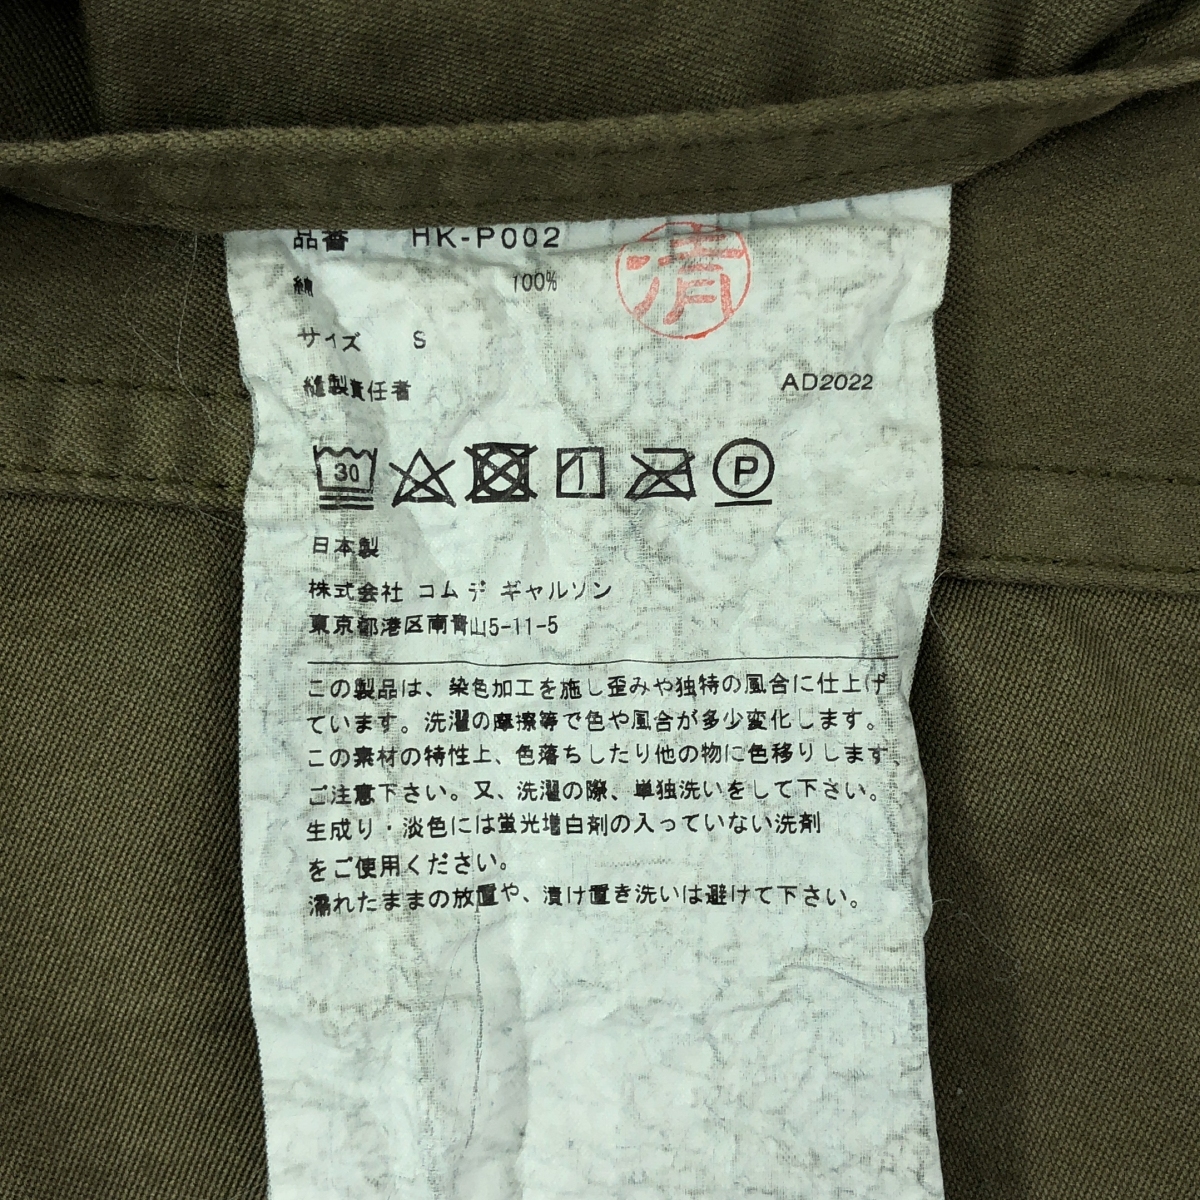 品番 HK-P002
綿 100%
済
サイズ S
縫製責任者
AD2022
30
P
日本製
株式会社 コム デ ギャルソン
東京都港区南青山5-11-5
この製品は、染色加工を施し歪みや独特の風合に仕上げ
ています。洗濯の摩擦等で色や風合が多少変化します。
この素材の特性上、色落ちしたり他の物に色移りします、
ご注意下さい。又、洗濯の際、単独洗いをして下さい。
生成り・淡色には蛍光増白剤の入っていない洗剤
をご使用ください。
濡れたままの放置や、漬け置き洗いは避けて下さい。